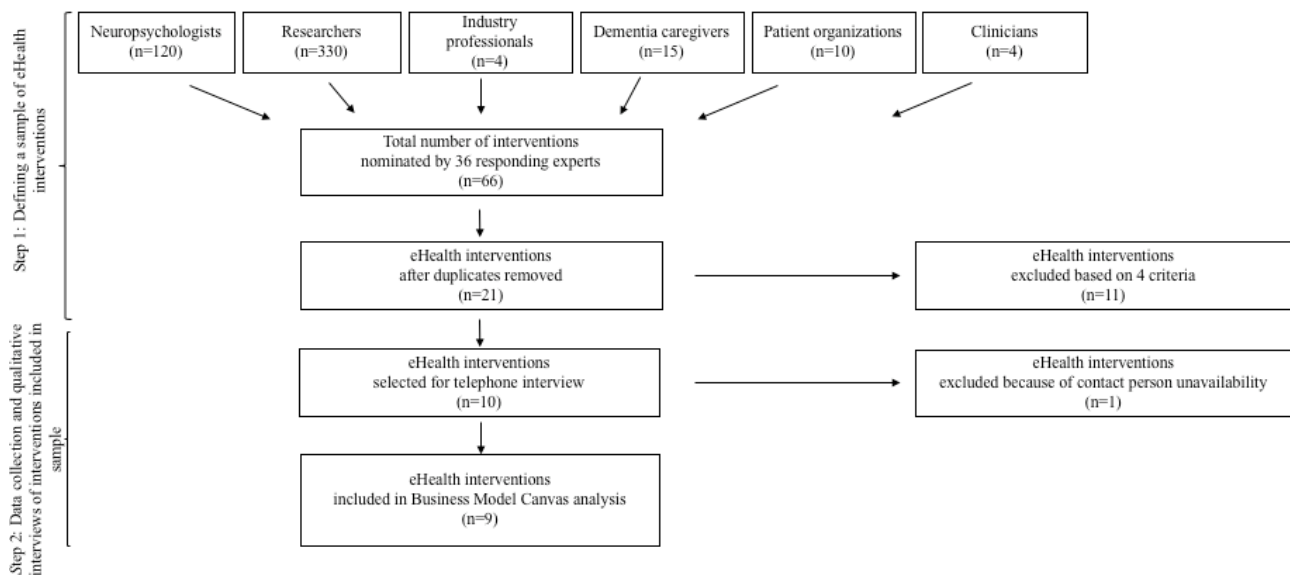 Neuropsychologists
(n=120)
Researchers
(n=330)
Industry
professionals
(n=4)
Dementia caregivers
(n=15)
Patient organizations
(n=10)
Clinicians
(n=4)
Step 1: Defining a sample of eHealth
interventions
Total number of interventions
nominated by 36 responding experts
(n=66)
eHealth interventions
after duplicates removed
(n=21)
eHealth interventions
excluded based on 4 criteria
(n=11)
Step 2: Data collection and qualitative
interviews of interventions included in
sample
eHealth interventions
selected for telephone interview
(n=10)
eHealth interventions
excluded because of contact person unavailability
(n=1)
eHealth interventions
included in Business Model Canvas analysis
(n=9)